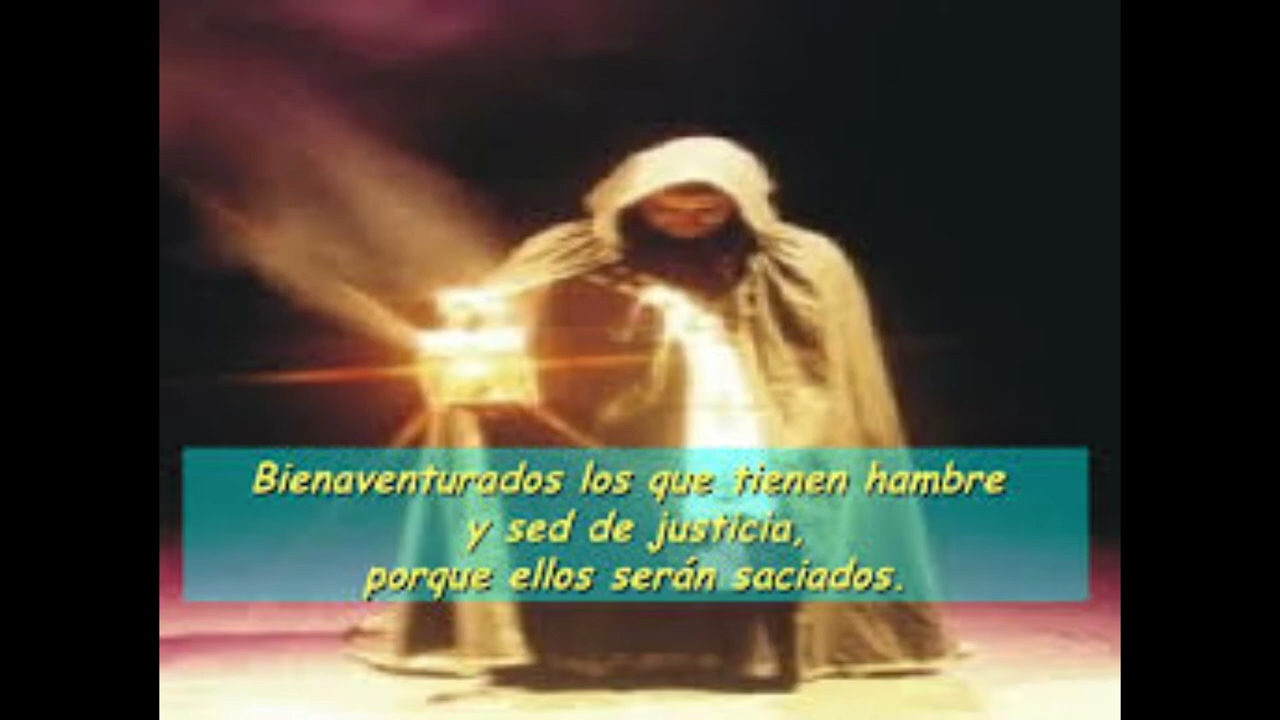 Bienaventurados los que tienen hambre
y sed de justicia,
porque ellos serán saciados.